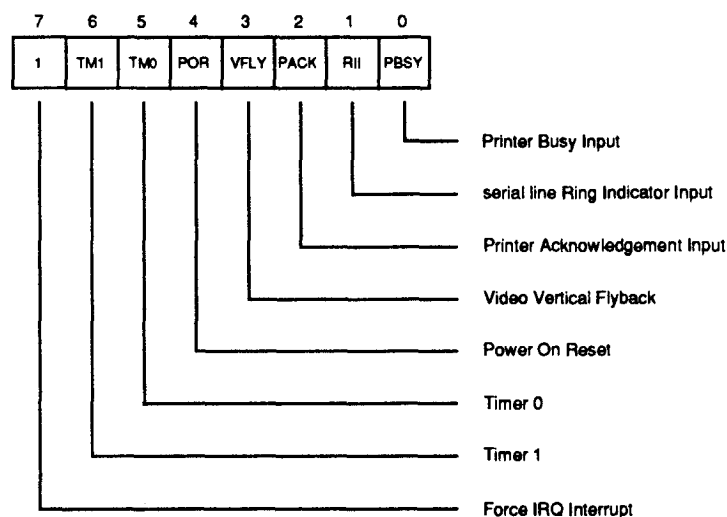 7 6 5 4 3 2 1 0
1 TM1 TM0 POR VFLY PACK RII PBSY
Printer Busy Input
serial line Ring Indicator Input
Printer Acknowledgement Input
Video Vertical Flyback
Power On Reset
Timer 0
Timer 1
Force IRQ Interrupt